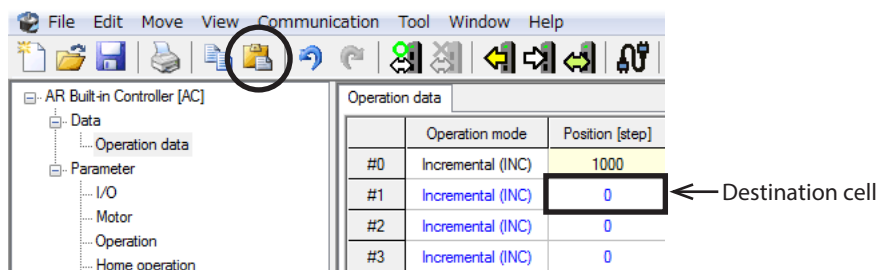 File Edit Move View Communication Tool Window Help
AR Built-in Controller [AC]
Data
Operation data
Parameter
I/O
Motor
Operation
Home operation
Operation data
Operation mode Position [step]
#0 Incremental (INC) 1000
#1 Incremental (INC) 0
#2 Incremental (INC) 0
#3 Incremental (INC) 0
Destination cell